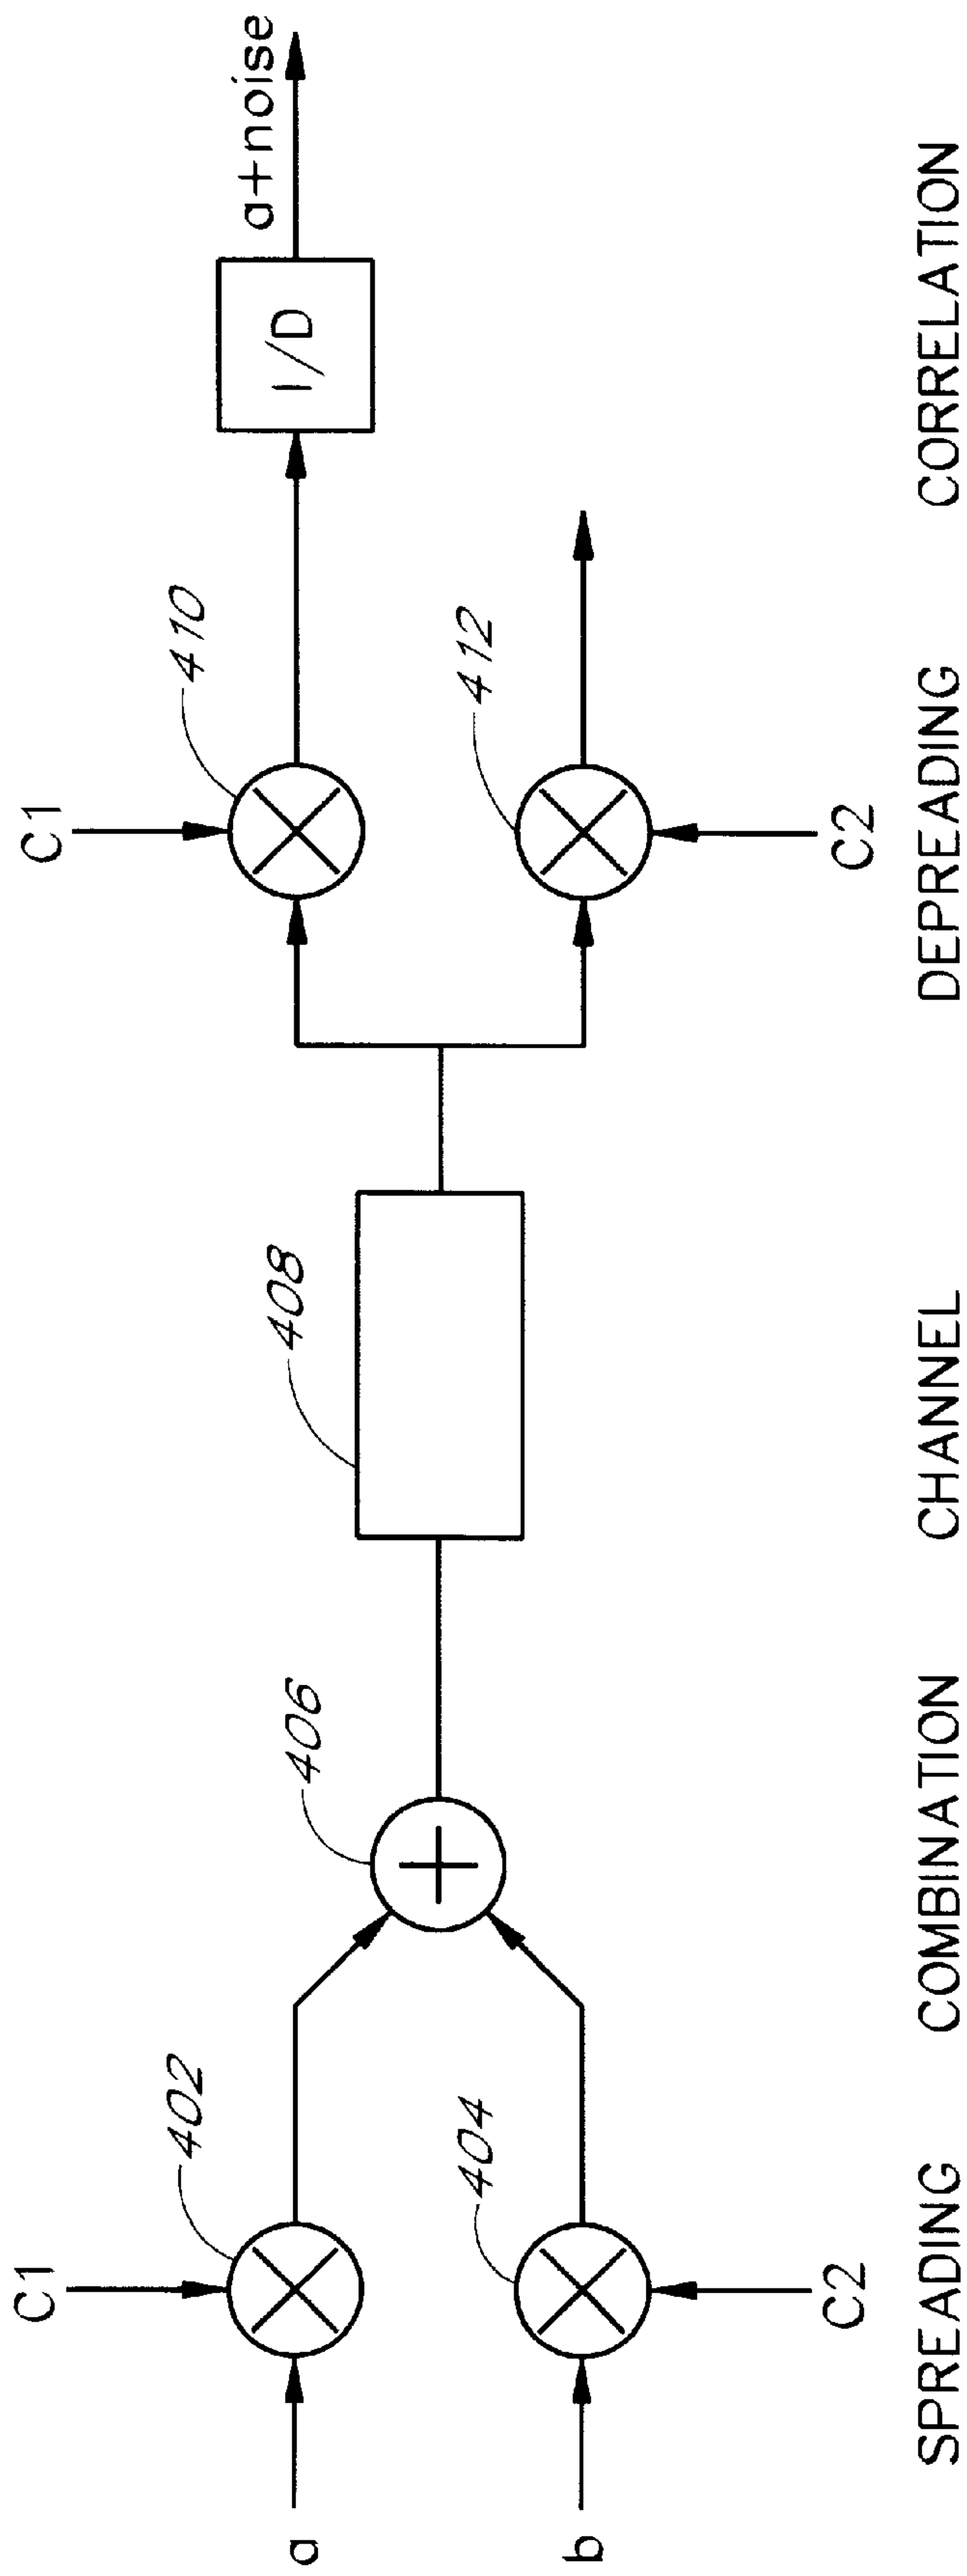 C1
C1
402
410
a+noise
I/D
a
406
408
404
412
b
C2
C2
SPREADING COMBINATION CHANNEL DEPREADING CORRELATION